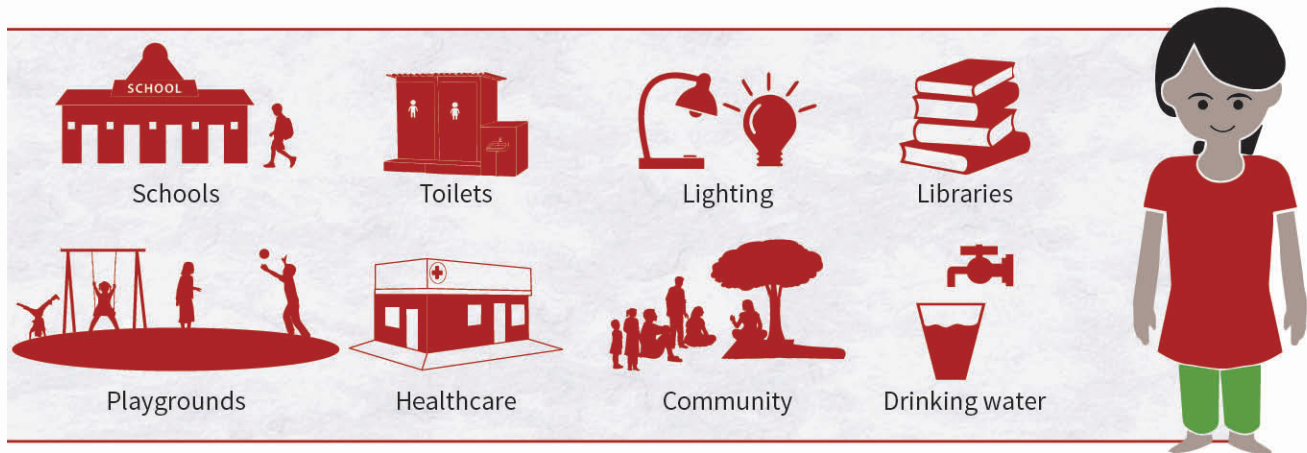 SCHOOL
Schools
Toilets
Lighting
Libraries
Playgrounds
Healthcare
Community
Drinking water